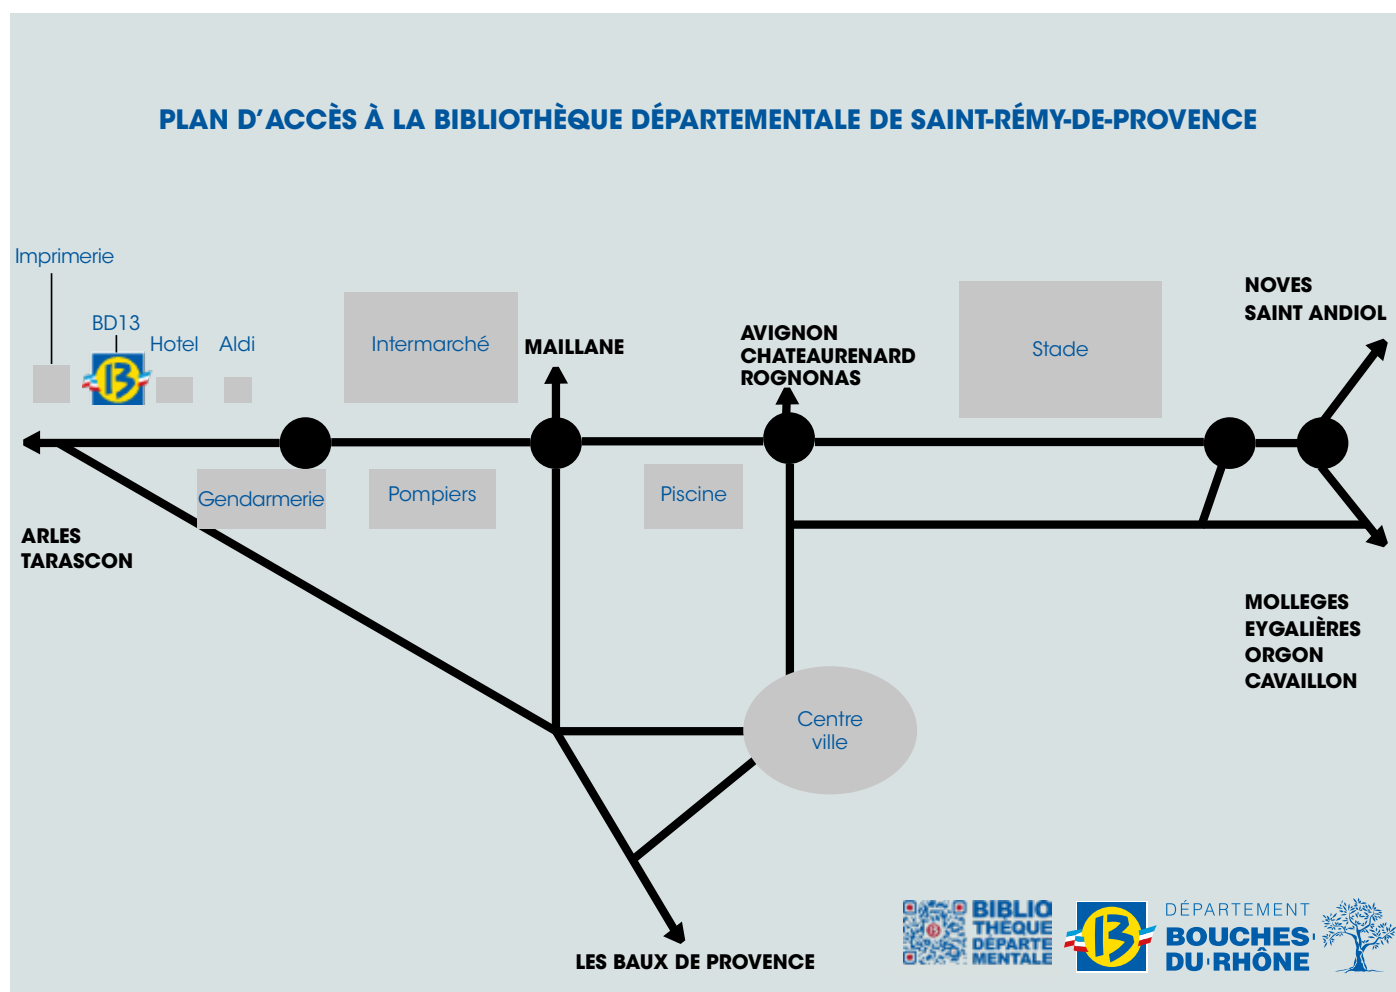 PLAN D'ACCÈS À LA BIBLIOTHÈQUE DÉPARTEMENTALE DE SAINT-RÉMY-DE-PROVENCE
Imprimerie
BD13
13
Hotel
Aldi
Intermarché
MAILLANE
AVIGNON
CHATEAURENARD
ROGNONAS
Stade
NOVES
SAINT ANDIOL
Gendarmerie
Pompiers
Piscine
ARLES
TARASCON
MOLLEGES
EYGALIÈRES
ORGON
CAVAILLON
Centre
ville
LES BAUX DE PROVENCE
BIBLIO
THÈQUE
DÉPARTE
MENTALE
13
DÉPARTEMENT
BOUCHES-
DU-RHÔNE